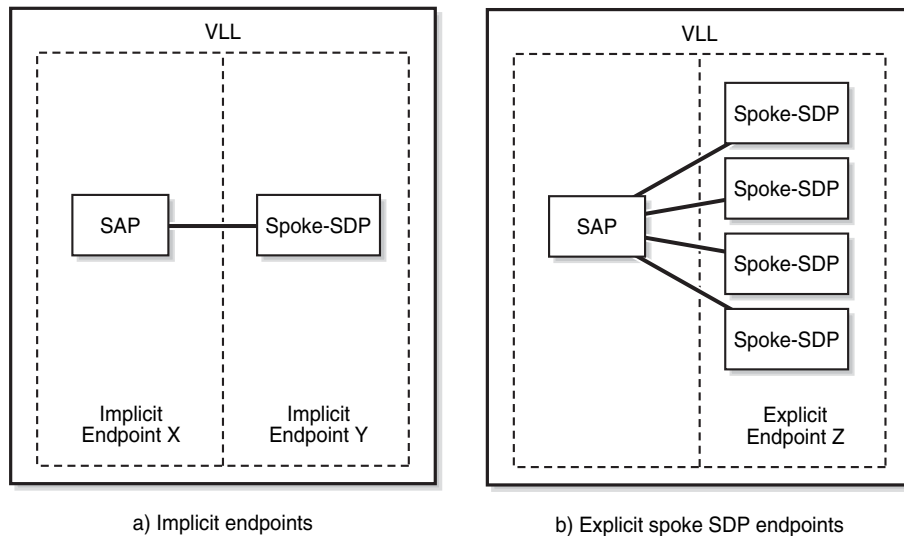 VLL
SAP
Spoke-SDP
Implicit
Endpoint X
Implicit
Endpoint Y
a) Implicit endpoints
VLL
SAP
Spoke-SDP
Spoke-SDP
Spoke-SDP
Spoke-SDP
Explicit
Endpoint Z
b) Explicit spoke SDP endpoints